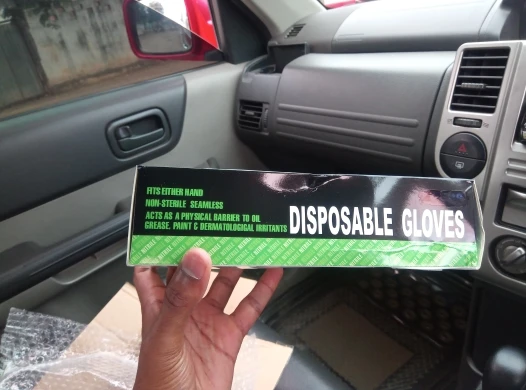 FITS EITHER HAND
NON-STERILE SEAMLESS
ACTS AS A PHYSICAL BARRIER TO OIL
GREASE, PAINT & DERMATOLOGICAL IRRITANTS
DISPOSABLE GLOVES